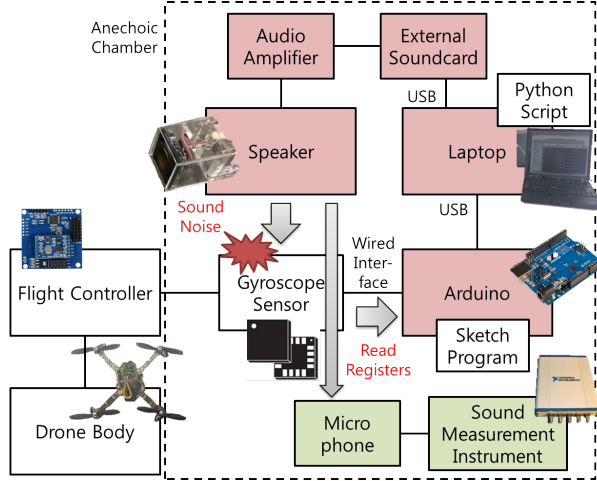 Anechoic
Chamber
Audio
Amplifier
External
Soundcard
USB
Python
Script
Speaker
Laptop
Sound
Noise
USB
Wired
Inter-
face
Flight Controller
Gyroscope
Sensor
Arduino
Read
Registers
Sketch
Program
Drone Body
Micro
phone
Sound
Measurement
Instrument